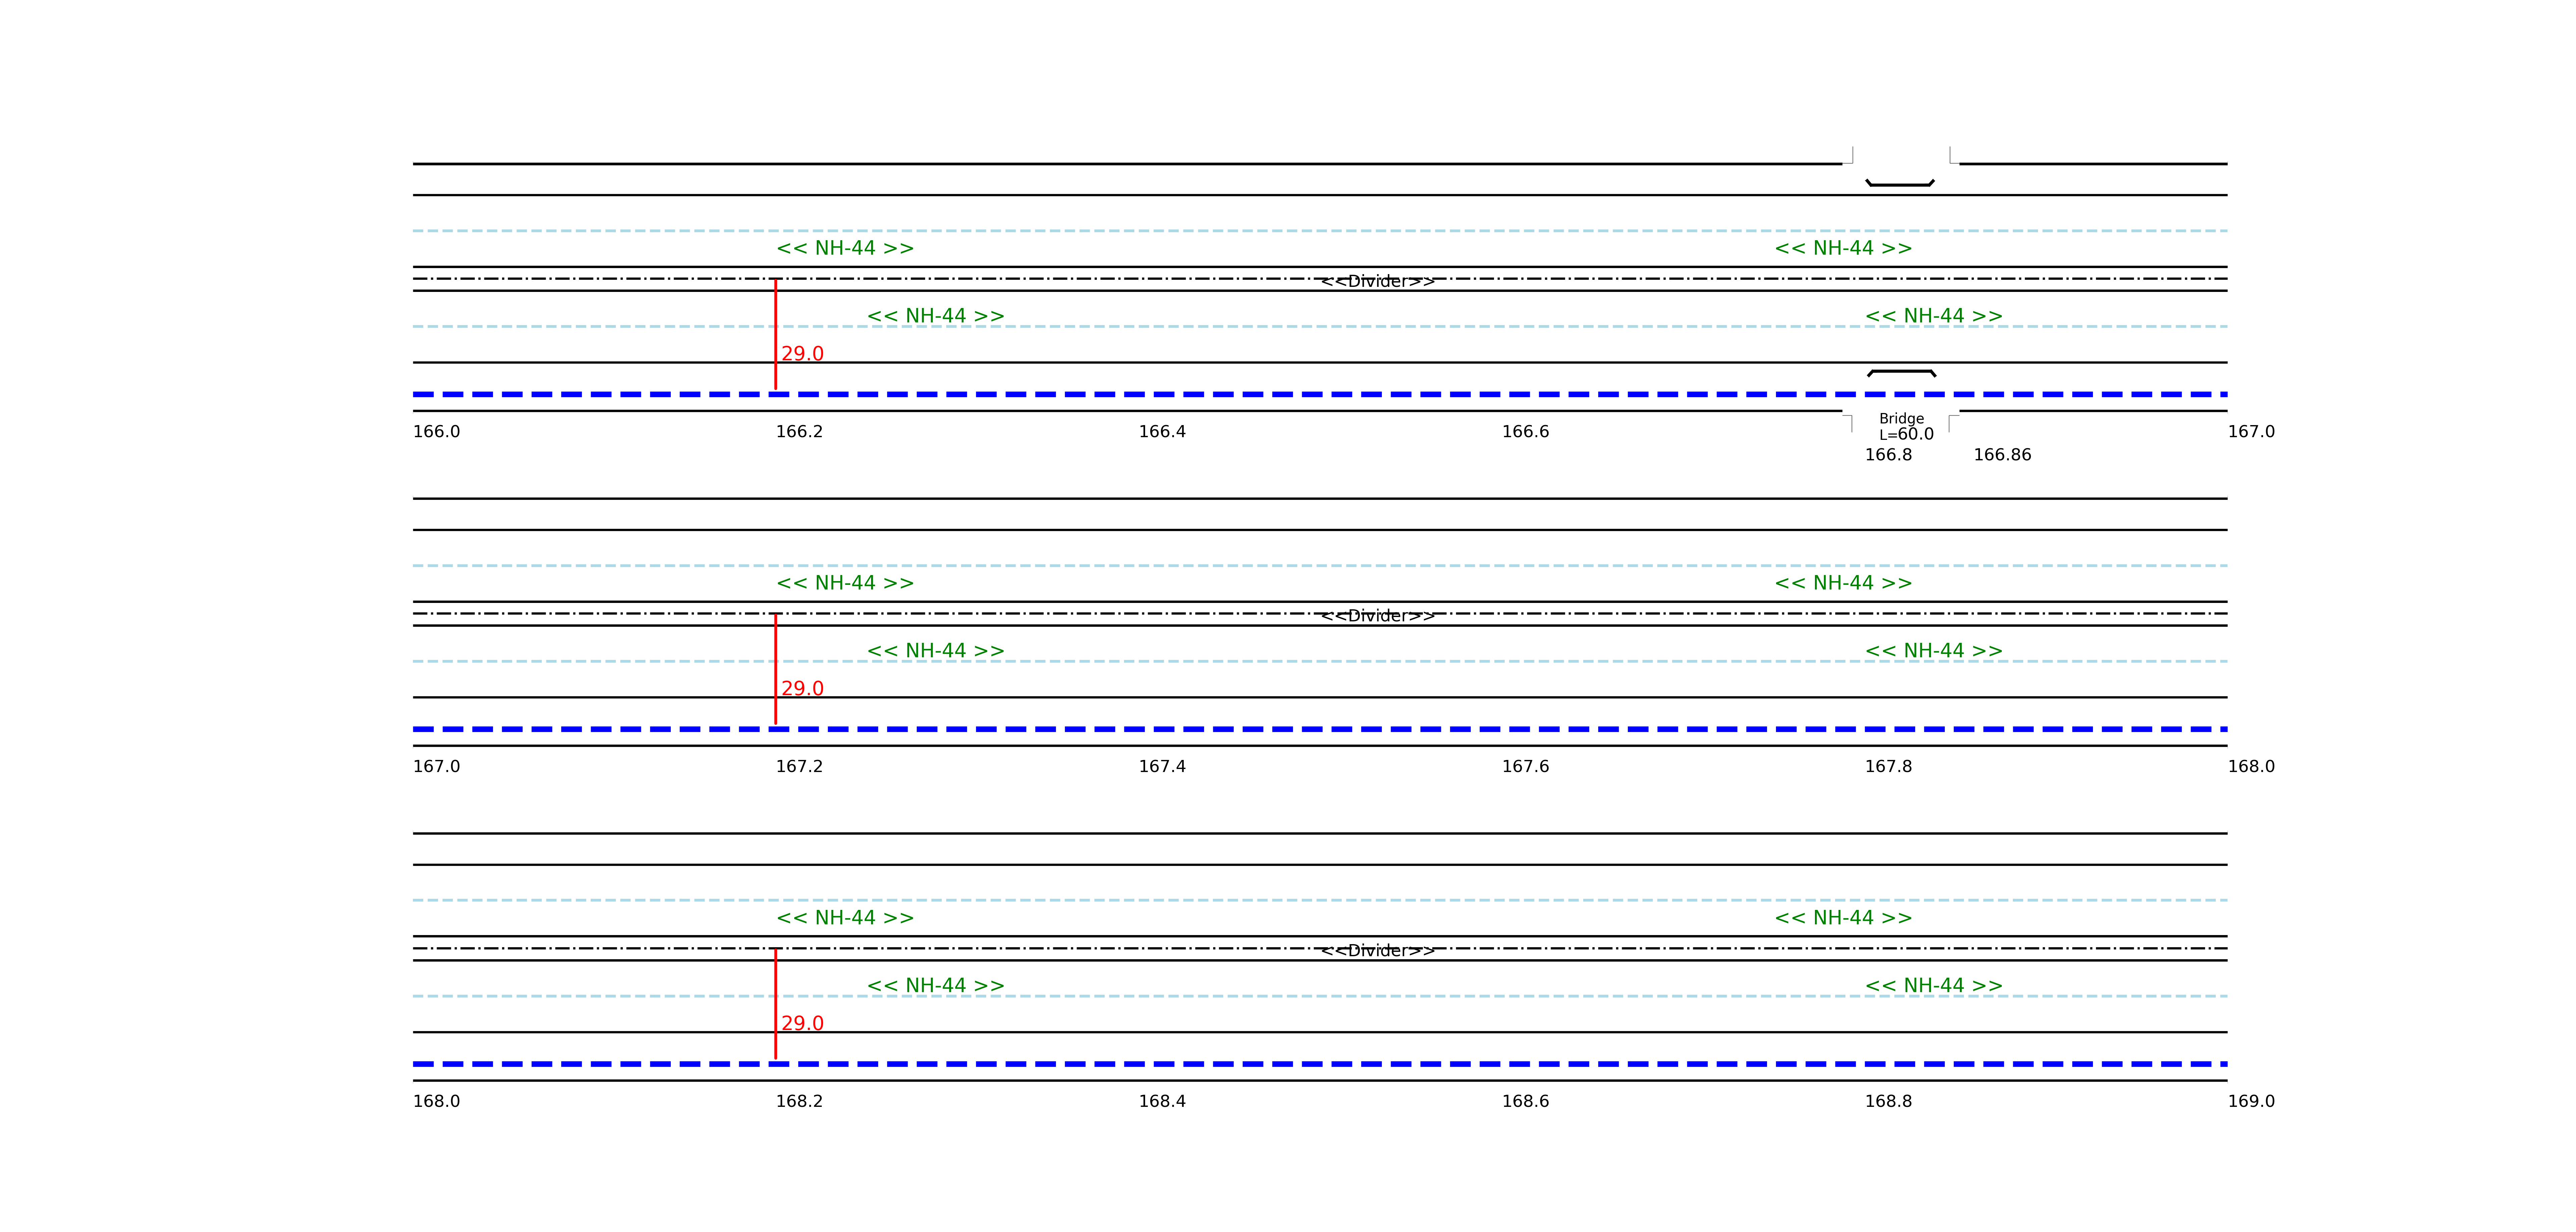 << NH-44 >> << NH-44 >>
<<Divider>>
<< NH-44 >> << NH-44 >>
29.0
Bridge
166.0 166.2 166.4 166.6 L=60.0 167.0
166.8 166.86
<< NH-44 >> << NH-44 >>
<<Divider>>
<< NH-44 >> << NH-44 >>
29.0
167.0 167.2 167.4 167.6 167.8 168.0
<< NH-44 >> << NH-44 >>
<<Divider>>
<< NH-44 >> << NH-44 >>
29.0
168.0 168.2 168.4 168.6 168.8 169.0